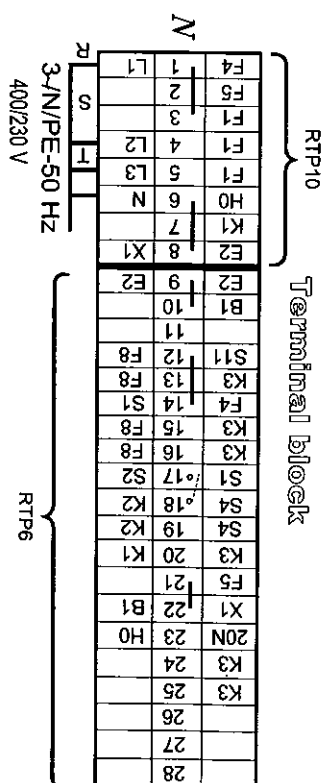 N
R
S
T
3~/N/PE-50 Hz
400/230 V
RTP10
Terminal block
RTP6
L1 1 F4
2 F5
3 F1
L2 4 F1
L3 5 F1
N 6 H0
7 K1
X1 8 E2
E2 9 E2
10 B1
11
F8 12 S11
F8 13 K3
S1 14 F4
F8 15 K3
F8 16 K3
S2 17 S1
K2 18 S4
K2 19 S4
K1 20 K3
21 F5
B1 22 X1
H0 23 20N
24 K3
25 K3
26
27
28